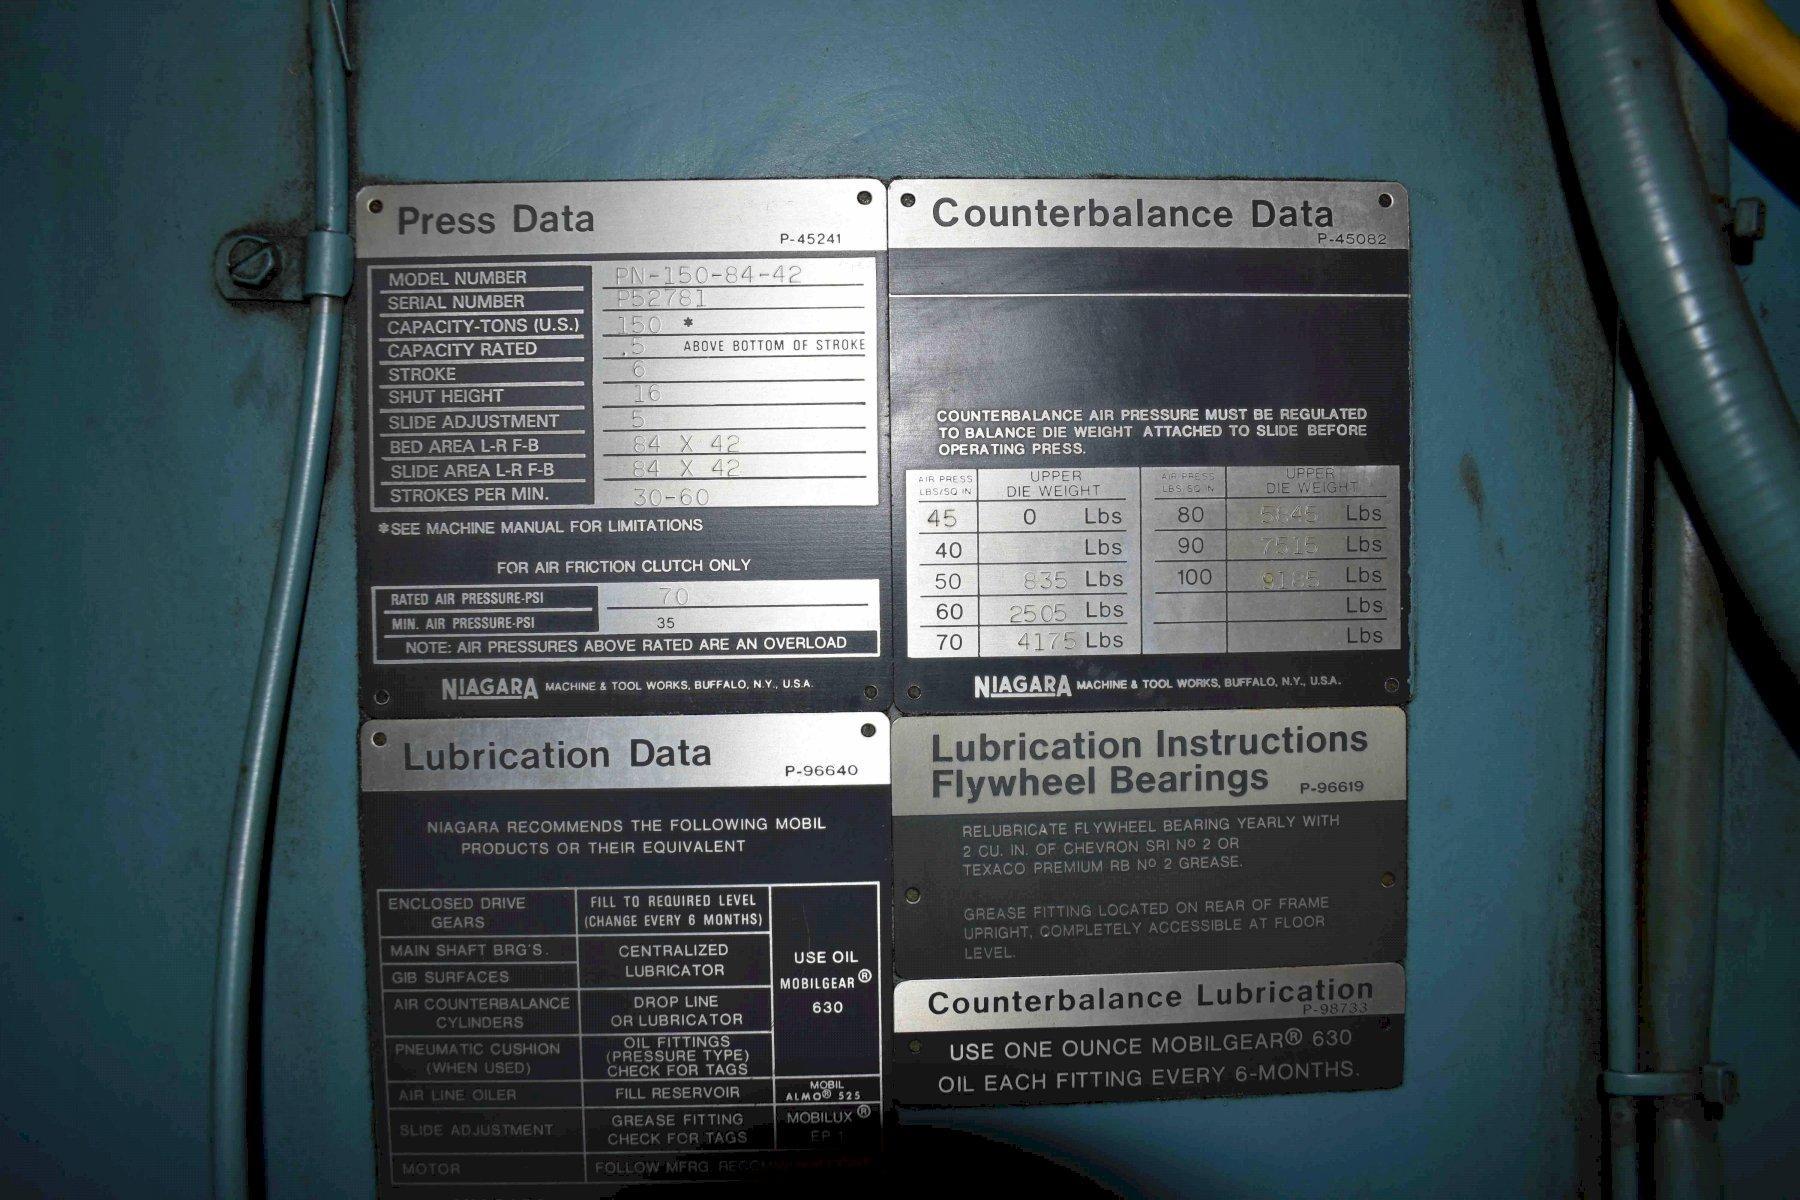 Press Data
P-45241
MODEL NUMBER PN-150-84-42
SERIAL NUMBER P52781
CAPACITY-TONS (U.S.) 150 *
CAPACITY RATED .5 ABOVE BOTTOM OF STROKE
STROKE 6
SHUT HEIGHT 16
SLIDE ADJUSTMENT 5
BED AREA L-R F-B 84 X 42
SLIDE AREA L-R F-B 84 X 42
STROKES PER MIN. 30-60
*SEE MACHINE MANUAL FOR LIMITATIONS
FOR AIR FRICTION CLUTCH ONLY
RATED AIR PRESSURE-PSI 70
MIN. AIR PRESSURE-PSI 35
NOTE: AIR PRESSURES ABOVE RATED ARE AN OVERLOAD
NIAGARA MACHINE & TOOL WORKS, BUFFALO, N.Y., U.S.A.
Counterbalance Data
P-45082
COUNTERBALANCE AIR PRESSURE MUST BE REGULATED
TO BALANCE DIE WEIGHT ATTACHED TO SLIDE BEFORE
OPERATING PRESS.
AIR PRESS UPPER AIR PRESS UPPER
LBS/SQ IN DIE WEIGHT LBS/SQ IN DIE WEIGHT
45 0 Lbs 80 5845 Lbs
40 Lbs 90 7515 Lbs
50 835 Lbs 100 9185 Lbs
60 2505 Lbs Lbs
70 4175 Lbs Lbs
NIAGARA MACHINE & TOOL WORKS, BUFFALO, N.Y., U.S.A.
Lubrication Data
P-96640
NIAGARA RECOMMENDS THE FOLLOWING MOBIL
PRODUCTS OR THEIR EQUIVALENT
ENCLOSED DRIVE FILL TO REQUIRED LEVEL
GEARS (CHANGE EVERY 6 MONTHS)
MAIN SHAFT BRG'S. CENTRALIZED
GIB SURFACES LUBRICATOR
USE OIL
MOBILGEAR®
630
AIR COUNTERBALANCE DROP LINE
CYLINDERS OR LUBRICATOR
PNEUMATIC CUSHION OIL FITTINGS
(WHEN USED) (PRESSURE TYPE)
CHECK FOR TAGS
AIR LINE OILER FILL RESERVOIR MOBIL
ALMO® 525
SLIDE ADJUSTMENT GREASE FITTING MOBILUX®
CHECK FOR TAGS EP 1
MOTOR FOLLOW MFRG.
Lubrication Instructions
Flywheel Bearings
P-96619
RELUBRICATE FLYWHEEL BEARING YEARLY WITH
2 CU. IN. OF CHEVRON SRI Nº 2 OR
TEXACO PREMIUM RB Nº 2 GREASE.
GREASE FITTING LOCATED ON REAR OF FRAME
UPRIGHT, COMPLETELY ACCESSIBLE AT FLOOR
LEVEL.
Counterbalance Lubrication
P-98733
USE ONE OUNCE MOBILGEAR® 630
OIL EACH FITTING EVERY 6-MONTHS.